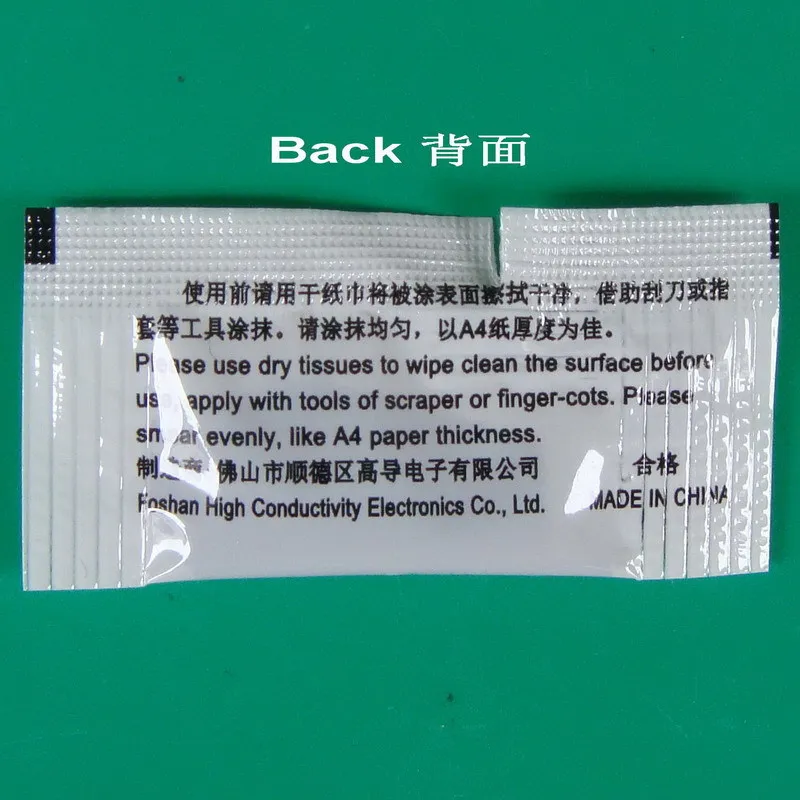 Back 背面
使用前请用干纸巾将被涂表面擦拭干净，借助刮刀或指
套等工具涂抹。请涂抹均匀，以A4纸厚度为佳。
Please use dry tissues to wipe clean the surface before
use, apply with tools of scraper or finger-cots. Please
smear evenly, like A4 paper thickness.
制造商:佛山市顺德区高导电子有限公司 合格
Foshan High Conductivity Electronics Co., Ltd. MADE IN CHINA